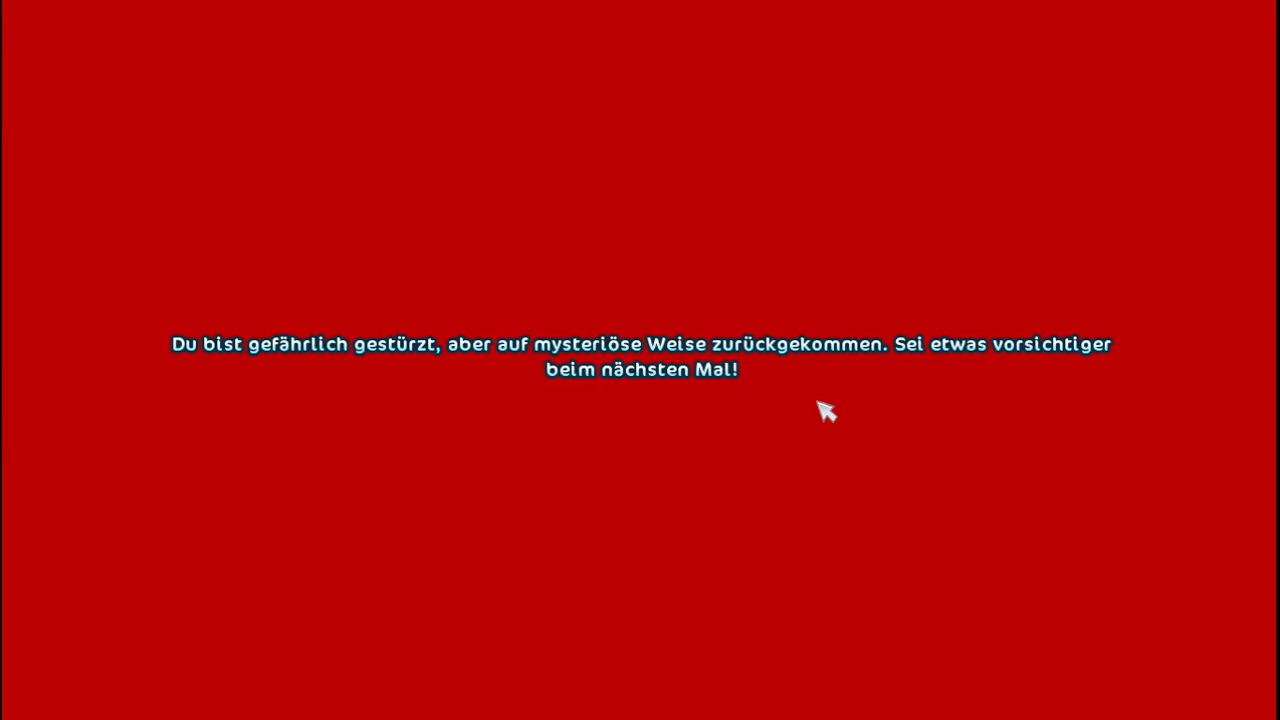 Du bist gefährlich gestürzt, aber auf mysteriöse Weise zurückgekommen. Sei etwas vorsichtiger
beim nächsten Mal!